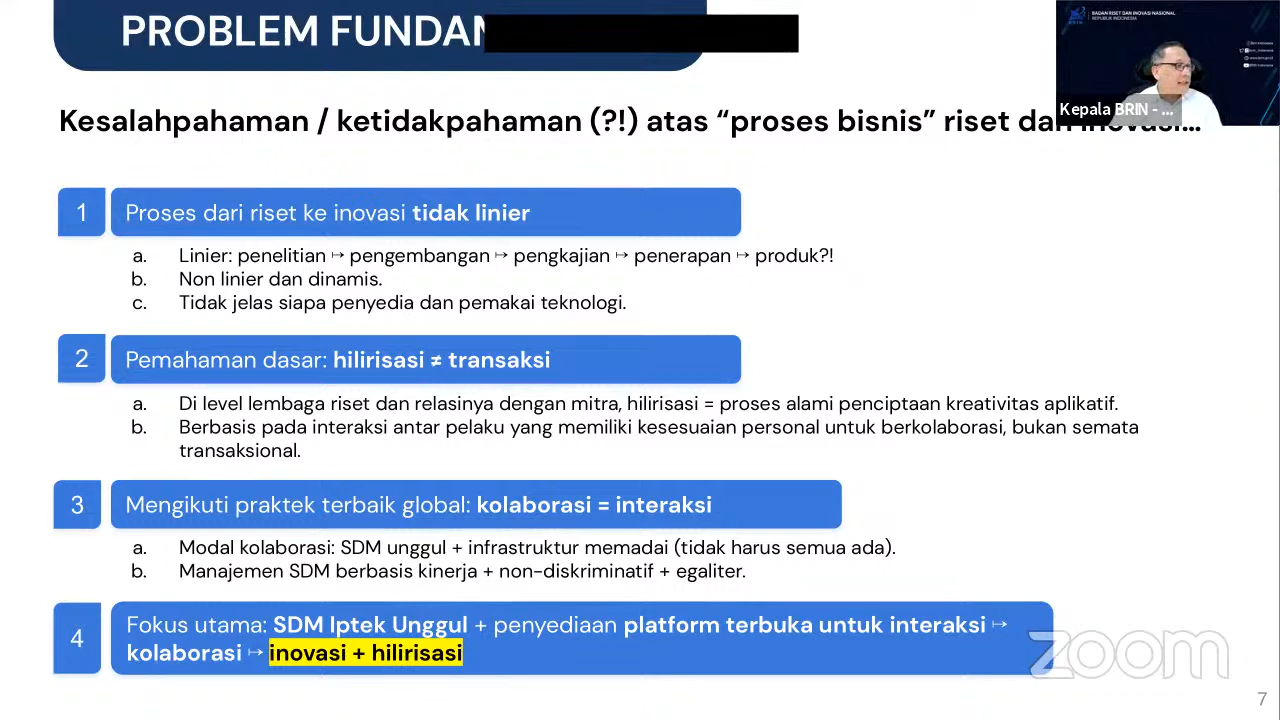 PROBLEM FUNDAM
BADAN RISET DAN INOVASI NASIONAL
REPUBLIK INDONESIA
Kepala BRIN - ...
Kesalahpahaman / ketidakpahaman (?!) atas “proses bisnis” riset dan inovasi...
1
Proses dari riset ke inovasi tidak linier
a. Linier: penelitian ↦ pengembangan ↦ pengkajian ↦ penerapan ↦ produk?!
b. Non linier dan dinamis.
c. Tidak jelas siapa penyedia dan pemakai teknologi.
2
Pemahaman dasar: hilirisasi ≠ transaksi
a. Di level lembaga riset dan relasinya dengan mitra, hilirisasi = proses alami penciptaan kreativitas aplikatif.
b. Berbasis pada interaksi antar pelaku yang memiliki kesesuaian personal untuk berkolaborasi, bukan semata
transaksional.
3
Mengikuti praktek terbaik global: kolaborasi = interaksi
a. Modal kolaborasi: SDM unggul + infrastruktur memadai (tidak harus semua ada).
b. Manajemen SDM berbasis kinerja + non-diskriminatif + egaliter.
4
Fokus utama: SDM Iptek Unggul + penyediaan platform terbuka untuk interaksi ↦
kolaborasi ↦ inovasi + hilirisasi
zoom
7